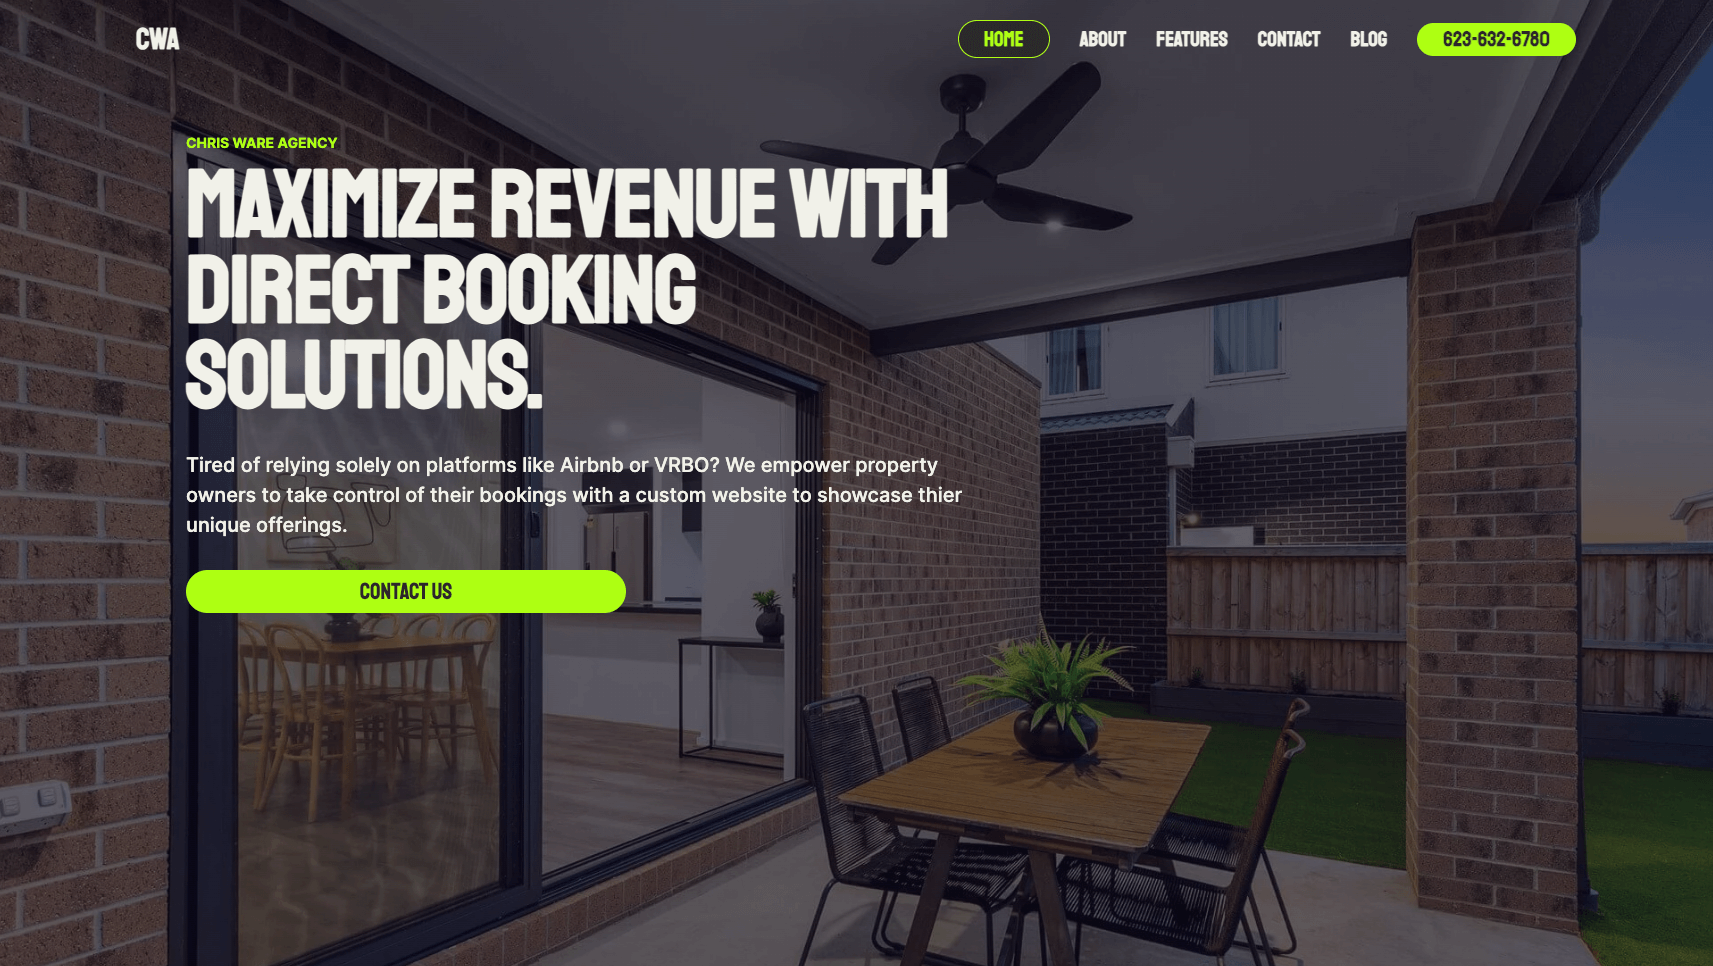 CWA
HOME
ABOUT
FEATURES
CONTACT
BLOG
623-632-6780
CHRIS WARE AGENCY
MAXIMIZE REVENUE WITH
DIRECT BOOKING
SOLUTIONS.
Tired of relying solely on platforms like Airbnb or VRBO? We empower property
owners to take control of their bookings with a custom website to showcase thier
unique offerings.
CONTACT US